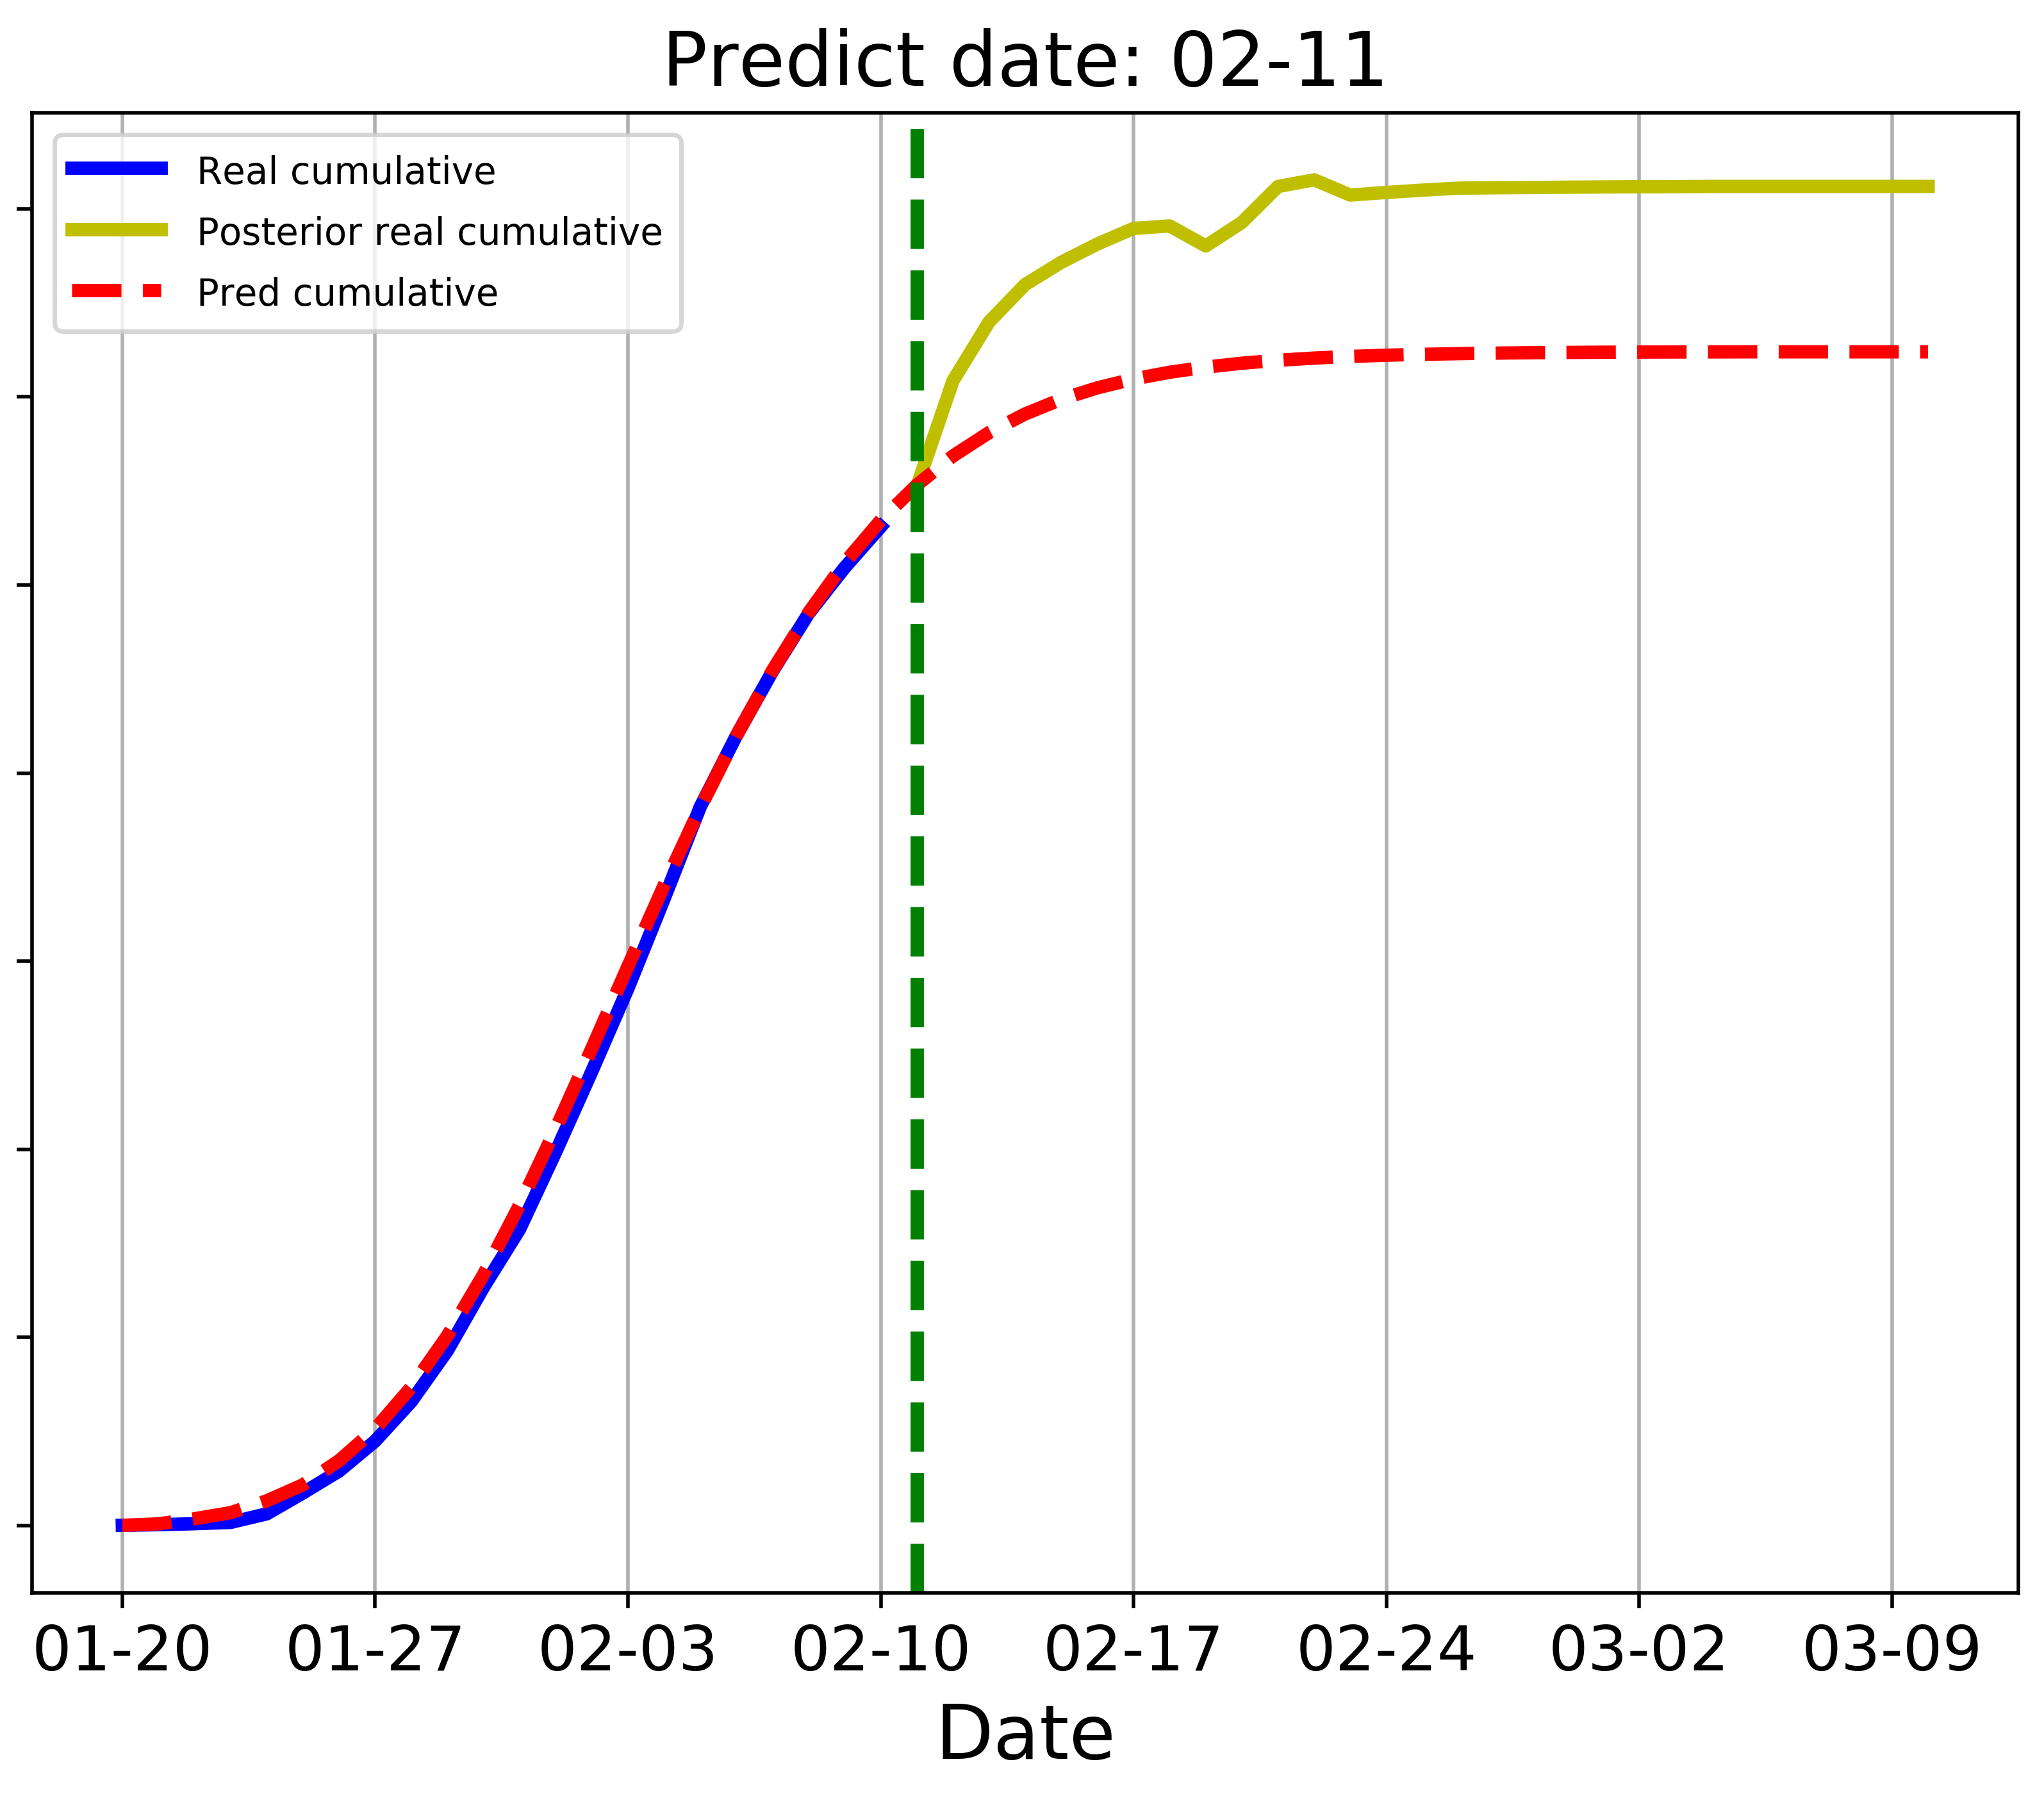 Predict date: 02-11
Real cumulative
Posterior real cumulative
Pred cumulative
01-20 01-27 02-03 02-10 02-17 02-24 03-02 03-09
Date